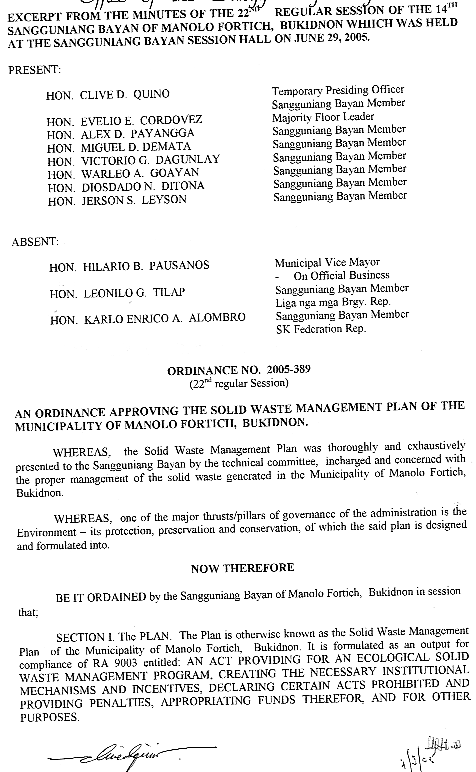 EXCERPT FROM THE MINUTES OF THE 22ND REGULAR SESSION OF THE 14TH
SANGGUNIANG BAYAN OF MANOLO FORTICH, BUKIDNON WHIICH WAS HELD
AT THE SANGGUNIANG BAYAN SESSION HALL ON JUNE 29, 2005.
PRESENT:
HON. CLIVE D. QUINO Temporary Presiding Officer
Sangguniang Bayan Member
HON. EVELIO E. CORDOVEZ Majority Floor Leader
HON. ALEX D. PAYANGGA Sangguniang Bayan Member
HON. MIGUEL D. DEMATA Sangguniang Bayan Member
HON. VICTORIO G. DAGUNLAY Sangguniang Bayan Member
HON. WARLEO A. GOAYAN Sangguniang Bayan Member
HON. DIOSDADO N. DITONA Sangguniang Bayan Member
HON. JERSON S. LEYSON Sangguniang Bayan Member
ABSENT:
HON. HILARIO B. PAUSANOS Municipal Vice Mayor
- On Official Business
HON. LEONILO G. TILAP Sangguniang Bayan Member
Liga nga mga Brgy. Rep.
HON. KARLO ENRICO A. ALOMBRO Sangguniang Bayan Member
SK Federation Rep.
ORDINANCE NO. 2005-389
(22nd regular Session)
AN ORDINANCE APPROVING THE SOLID WASTE MANAGEMENT PLAN OF THE
MUNICIPALITY OF MANOLO FORTICH, BUKIDNON.
WHEREAS, the Solid Waste Management Plan was thoroughly and exhaustively
presented to the Sangguniang Bayan by the technical committee, incharged and concerned with
the proper management of the solid waste generated in the Municipality of Manolo Fortich,
Bukidnon.
WHEREAS, one of the major thrusts/pillars of governance of the administration is the
Environment – its protection, preservation and conservation, of which the said plan is designed
and formulated into.
NOW THEREFORE
BE IT ORDAINED by the Sangguniang Bayan of Manolo Fortich, Bukidnon in session
that;
SECTION I. The PLAN. The Plan is otherwise known as the Solid Waste Management
Plan of the Municipality of Manolo Fortich, Bukidnon. It is formulated as an output for
compliance of RA 9003 entitled: AN ACT PROVIDING FOR AN ECOLOGICAL SOLID
WASTE MANAGEMENT PROGRAM, CREATING THE NECESSARY INSTITUTIONAL
MECHANISMS AND INCENTIVES, DECLARING CERTAIN ACTS PROHIBITED AND
PROVIDING PENALTIES, APPROPRIATING FUNDS THEREFOR, AND FOR OTHER
PURPOSES.